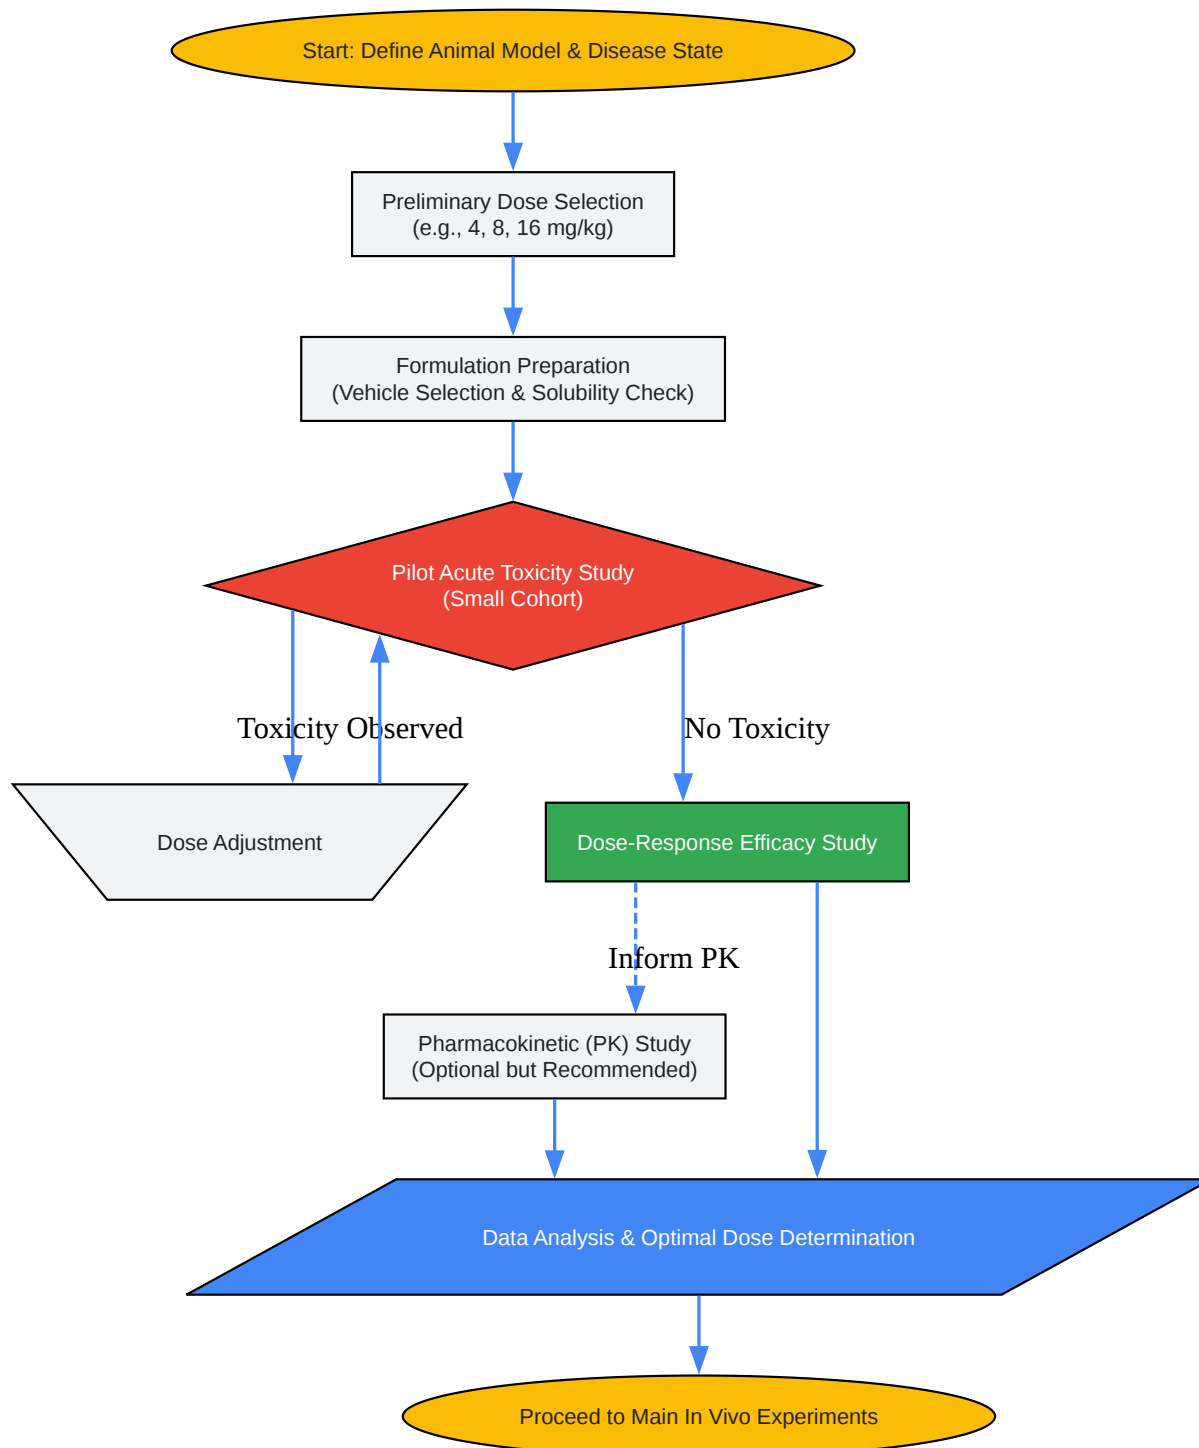 Start: Define Animal Model & Disease State
Preliminary Dose Selection
(e.g., 4, 8, 16 mg/kg)
Formulation Preparation
(Vehicle Selection & Solubility Check)
Pilot Acute Toxicity Study
(Small Cohort)
Toxicity Observed
No Toxicity
Dose Adjustment
Dose-Response Efficacy Study
Inform PK
Pharmacokinetic (PK) Study
(Optional but Recommended)
Data Analysis & Optimal Dose Determination
Proceed to Main In Vivo Experiments